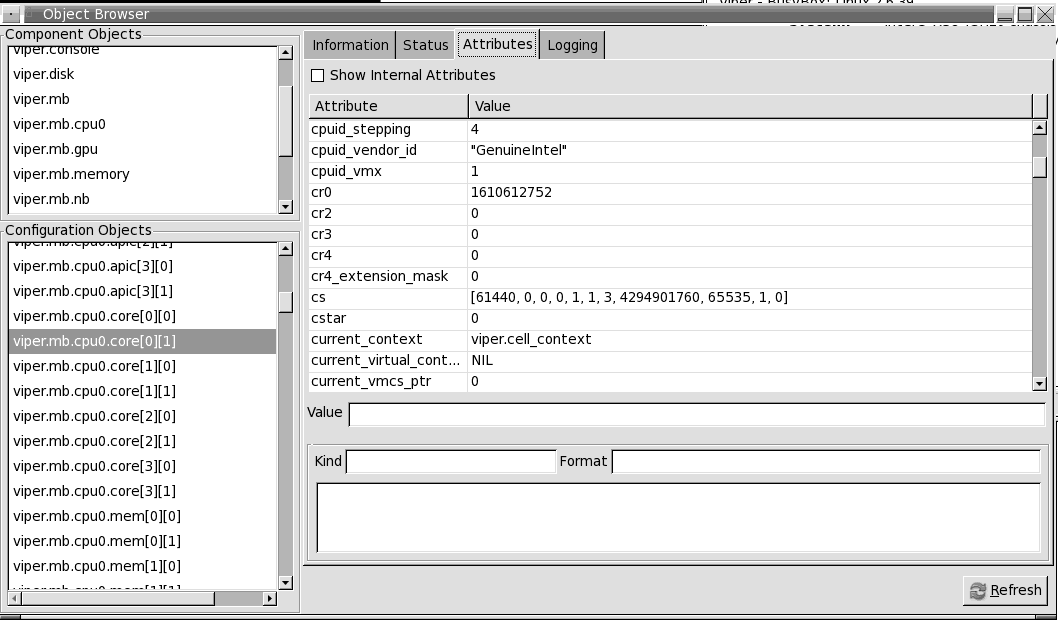 Object Browser
viper - BusyBox: Linux 2.6.39
Component Objects
viper.console
viper.disk
viper.mb
viper.mb.cpu0
viper.mb.gpu
viper.mb.memory
viper.mb.nb
Configuration Objects
viper.mb.cpu0.apic[2][1]
viper.mb.cpu0.apic[3][0]
viper.mb.cpu0.apic[3][1]
viper.mb.cpu0.core[0][0]
viper.mb.cpu0.core[0][1]
viper.mb.cpu0.core[1][0]
viper.mb.cpu0.core[1][1]
viper.mb.cpu0.core[2][0]
viper.mb.cpu0.core[2][1]
viper.mb.cpu0.core[3][0]
viper.mb.cpu0.core[3][1]
viper.mb.cpu0.mem[0][0]
viper.mb.cpu0.mem[0][1]
viper.mb.cpu0.mem[1][0]
viper.mb.cpu0.mem[1][1]
Information Status Attributes Logging
Show Internal Attributes
Attribute Value
cpuid_stepping 4
cpuid_vendor_id "GenuineIntel"
cpuid_vmx 1
cr0 1610612752
cr2 0
cr3 0
cr4 0
cr4_extension_mask 0
cs [61440, 0, 0, 0, 1, 1, 3, 4294901760, 65535, 1, 0]
cstar 0
current_context viper.cell_context
current_virtual_cont... NIL
current_vmcs_ptr 0
Value
Kind Format
Refresh